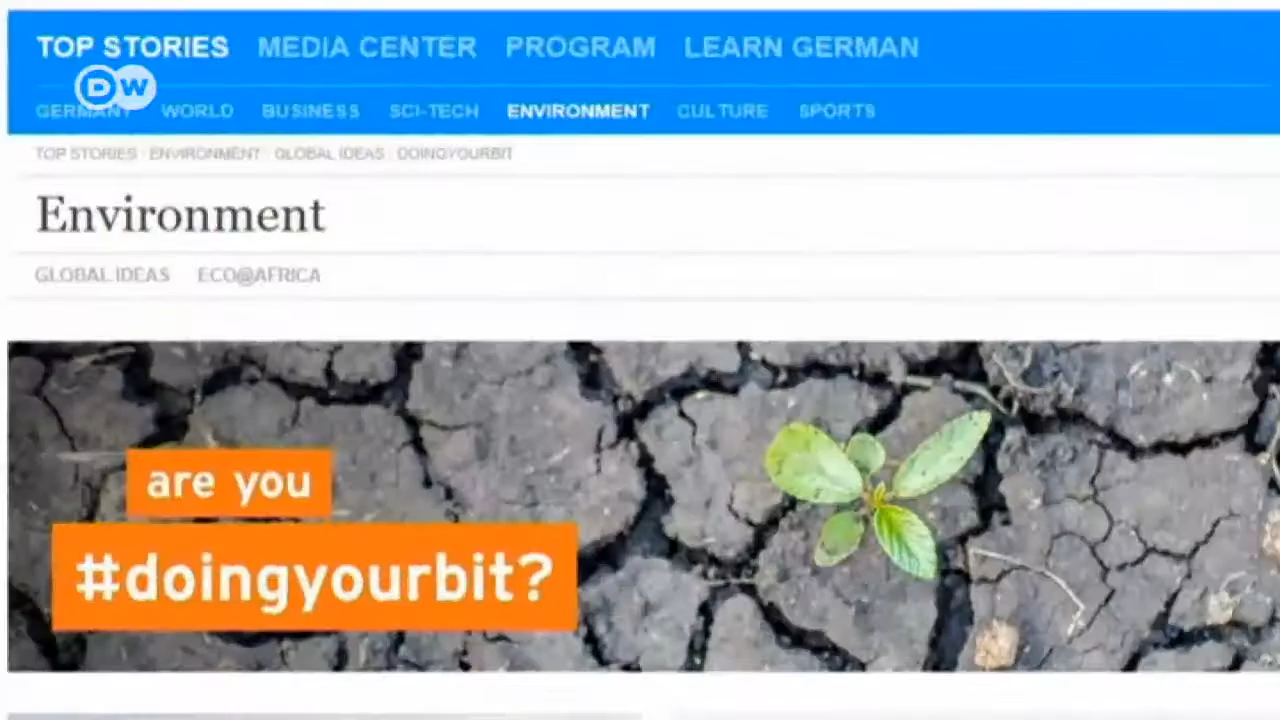 TOP STORIES MEDIA CENTER PROGRAM LEARN GERMAN
DW
GERMANY WORLD BUSINESS SCI-TECH ENVIRONMENT CULTURE SPORTS
TOP STORIES ENVIRONMENT GLOBAL IDEAS DOINGYOURBIT
Environment
GLOBAL IDEAS ECO@AFRICA
are you
#doingyourbit?